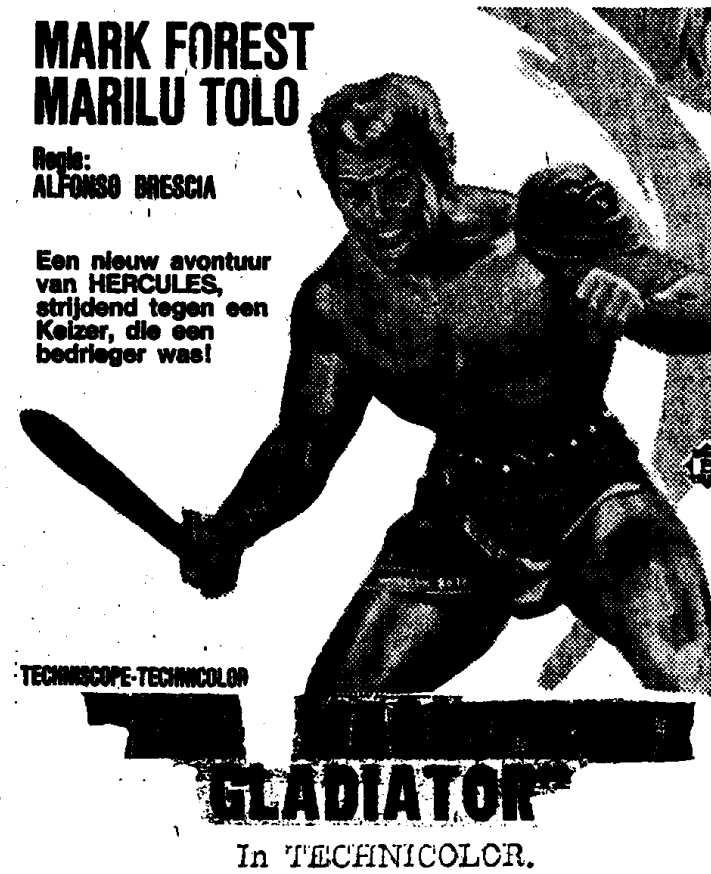 MARK FOREST
MARILU TOLO
Regie:
ALFONSO BRESCIA
Een nieuw avontuur
van HERCULES,
strijdend tegen een
Keizer, die een
bedrieger was!
TECHNISCOPE-TECHNICOLOR
"GLADIATOR"
In TECHNICOLOR.